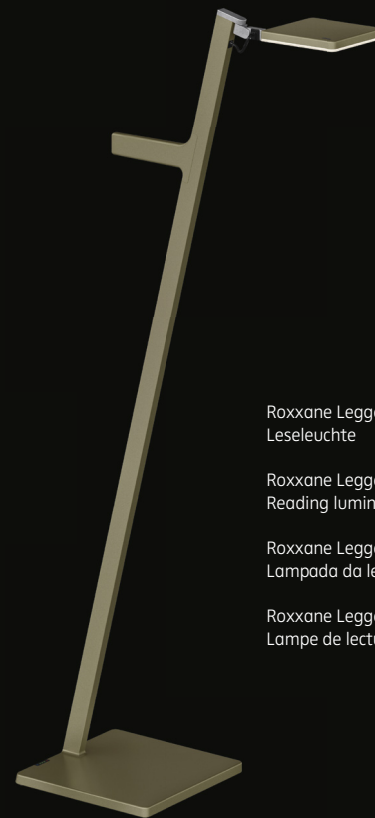 Roxxane
Leseleuchte
Roxxane
Reading
Roxxane
Lampada da
Roxxane
Lampe de